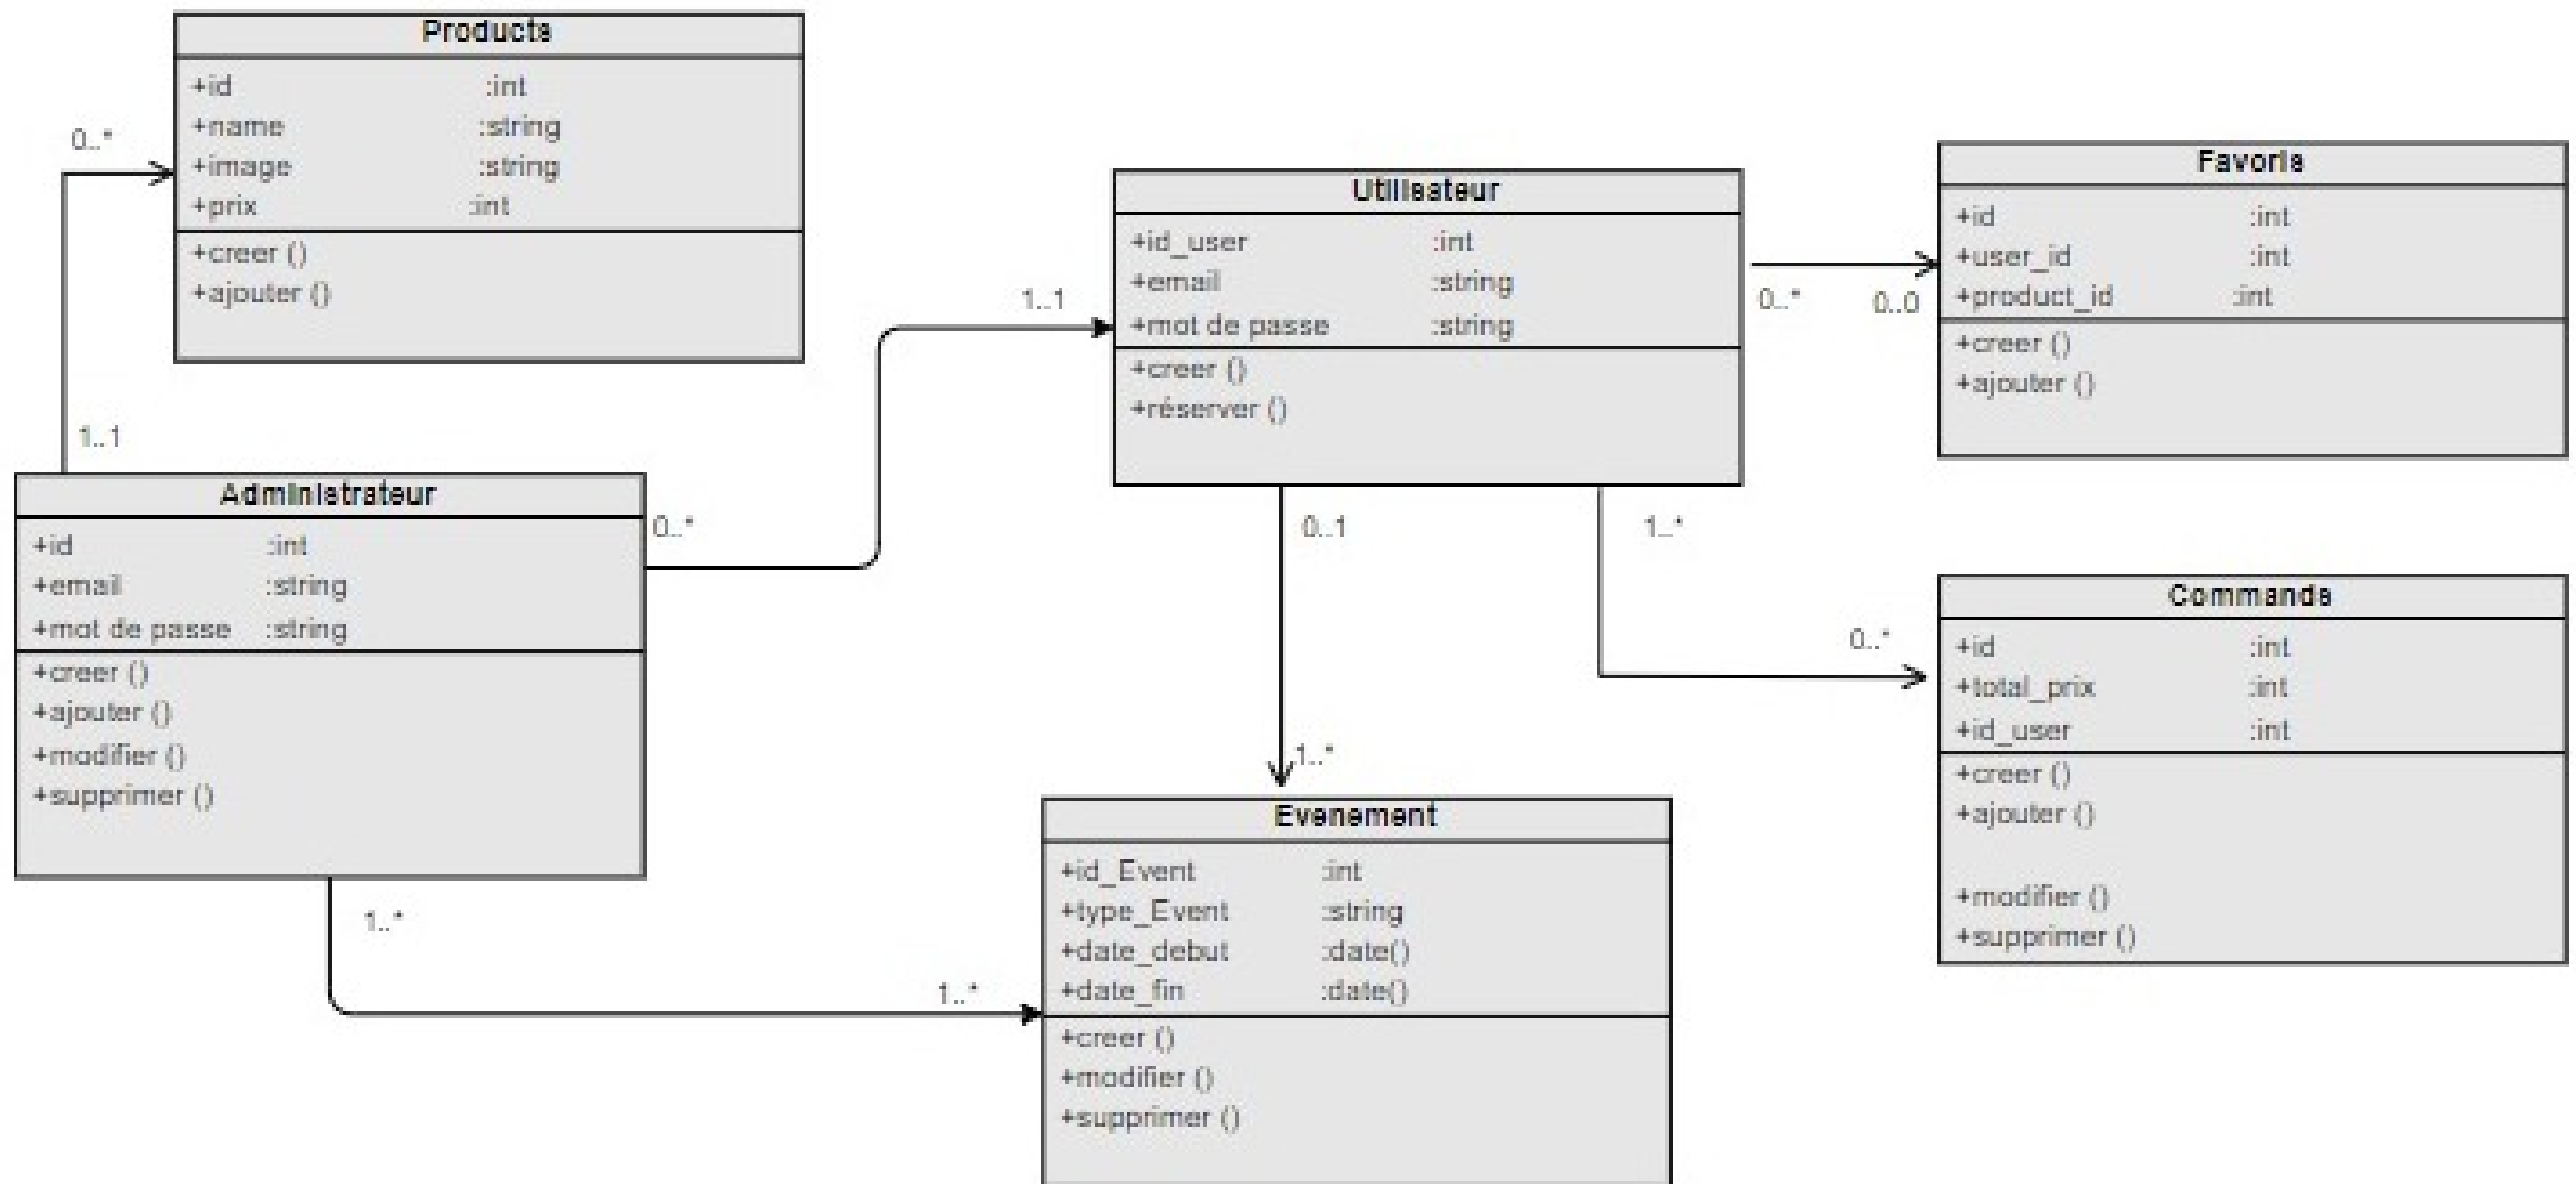 Products
+id :int
+name :string
+image :string
+prix :int
+creer ()
+ajouter ()
0..*
1..1
Administrateur
+id :int
+email :string
+mot de passe :string
+creer ()
+ajouter ()
+modifier ()
+supprimer ()
0..*
1..1
Utilisateur
+id_user :int
+email :string
+mot de passe :string
+creer ()
+réserver ()
0..*
0..0
Favoris
+id :int
+user_id :int
+product_id :int
+creer ()
+ajouter ()
0..1
1..*
1..*
0..*
Commands
+id :int
+total_prix :int
+id_user :int
+creer ()
+ajouter ()
+modifier ()
+supprimer ()
1..*
1..*
Evenement
+id_Event :int
+type_Event :string
+date_debut :date()
+date_fin :date()
+creer ()
+modifier ()
+supprimer ()